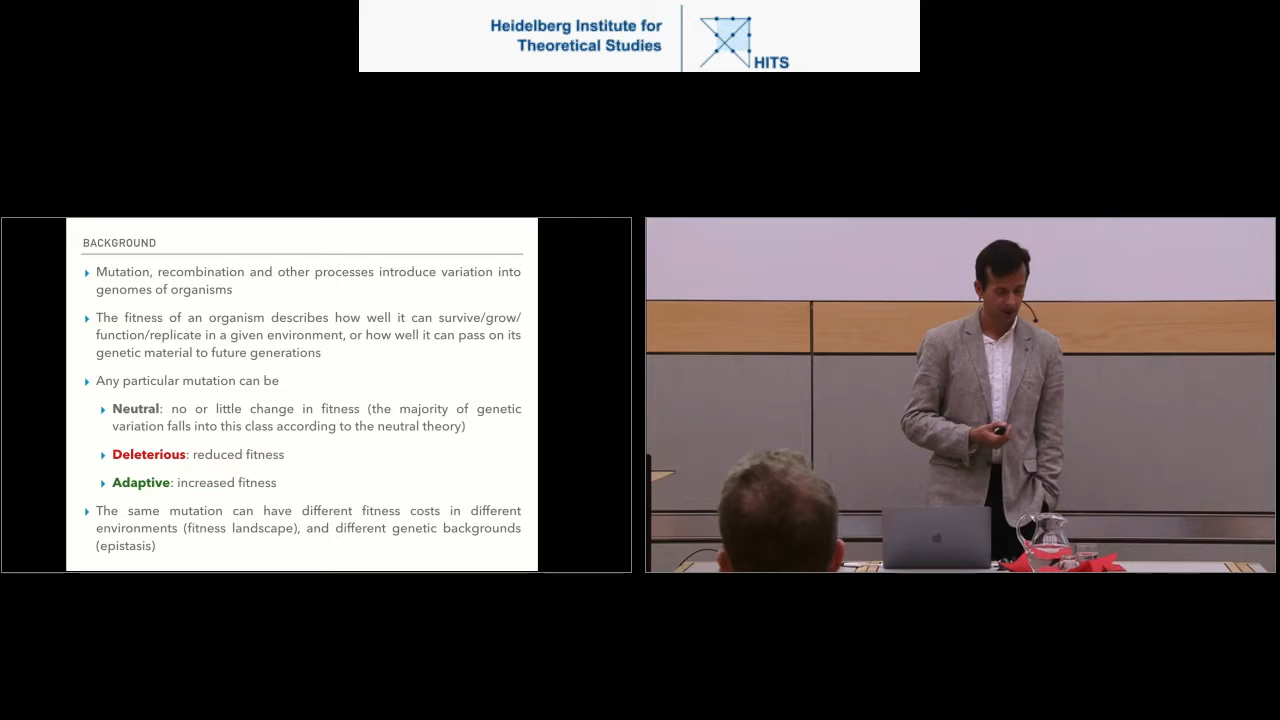 Heidelberg Institute for
Theoretical Studies
HITS
BACKGROUND
Mutation, recombination and other processes introduce variation into
genomes of organisms
The fitness of an organism describes how well it can survive/grow/
function/replicate in a given environment, or how well it can pass on its
genetic material to future generations
Any particular mutation can be
Neutral: no or little change in fitness (the majority of genetic
variation falls into this class according to the neutral theory)
Deleterious: reduced fitness
Adaptive: increased fitness
The same mutation can have different fitness costs in different
environments (fitness landscape), and different genetic backgrounds
(epistasis)